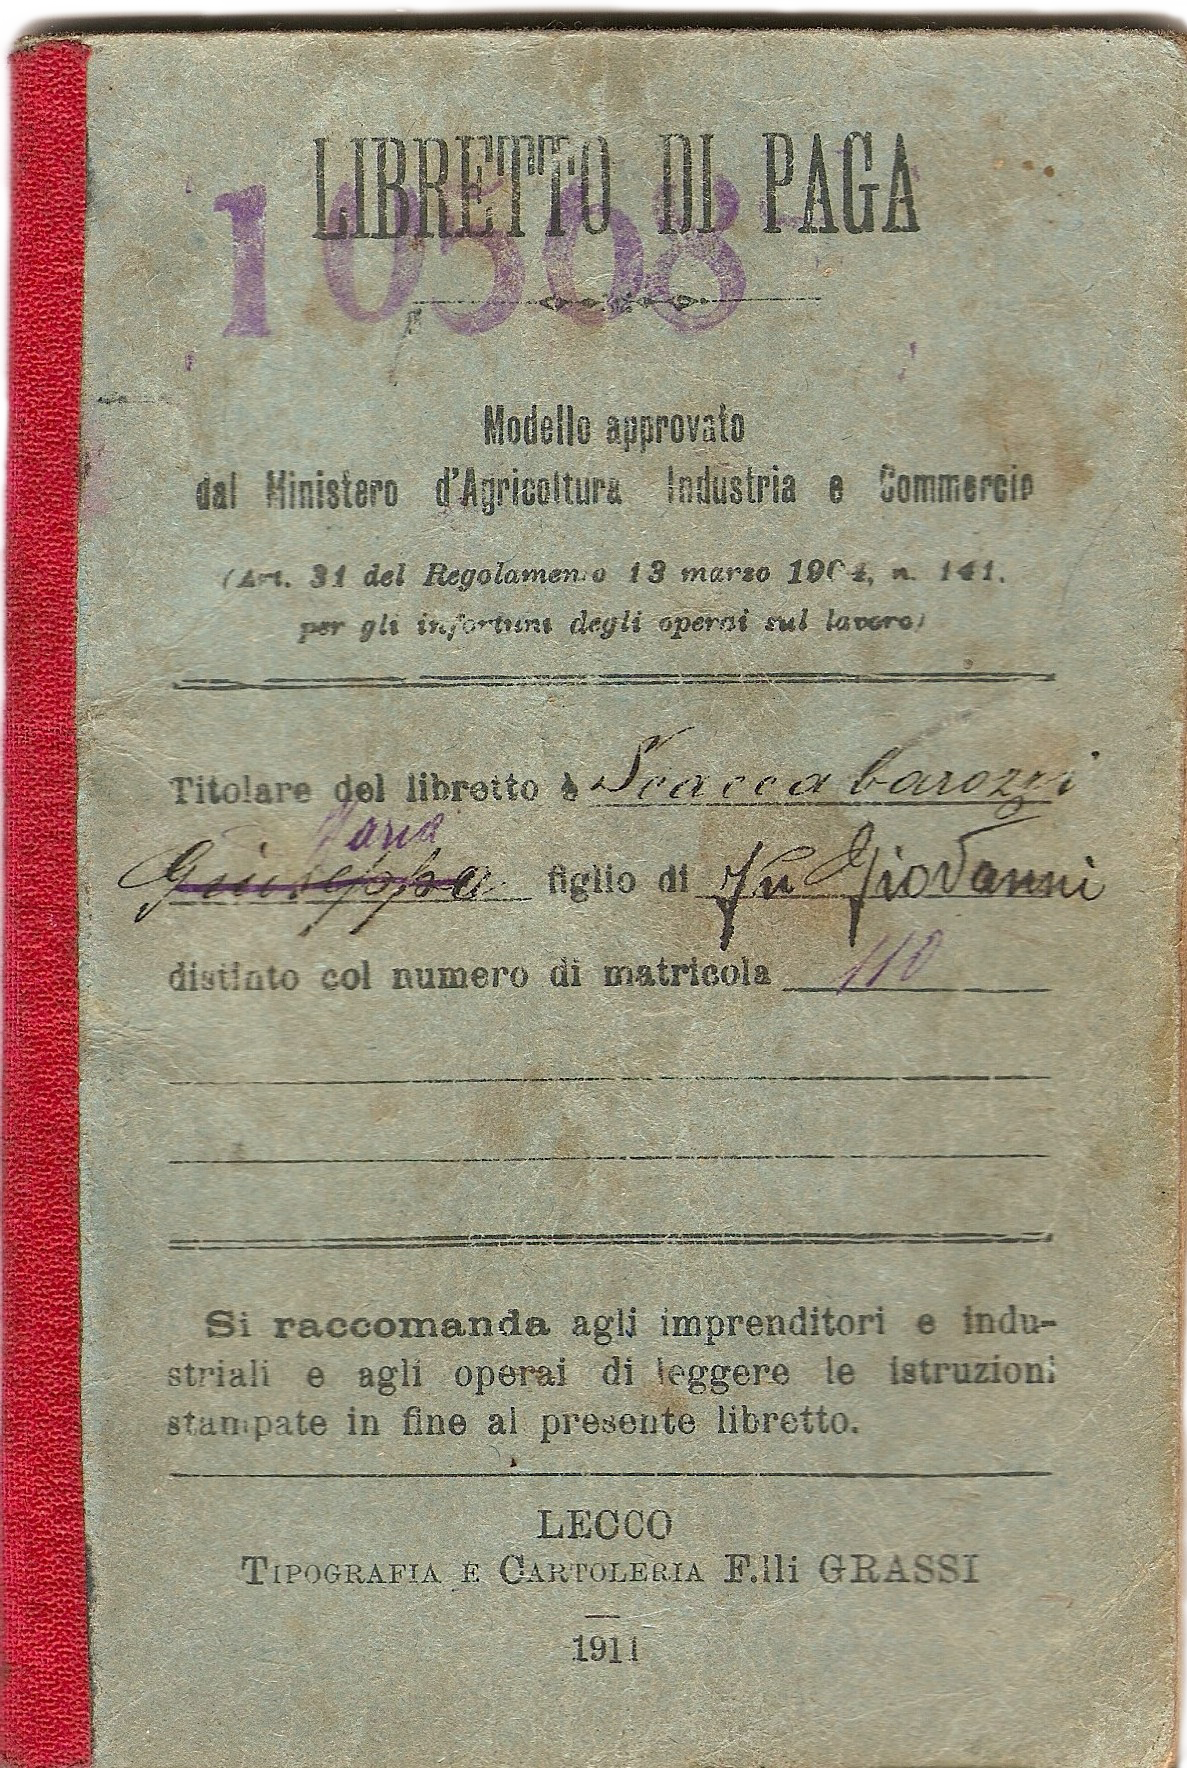 LIBRETTO DI PAGA
10508
Modello approvato
dal Ministero d'Agricoltura Industria e Commercio
(Art. 31 del Regolamento 13 marzo 1904, n. 141.
per gli infortuni degli operai sul lavoro)
Titolare del libretto è Scaccabarozzi
Maria
Giuseppa figlio di Fu Giovanni
distinto col numero di matricola 110
Si raccomanda agli imprenditori e indu-
striali e agli operai di leggere le istruzioni
stampate in fine al presente libretto.
LECCO
TIPOGRAFIA E CARTOLERIA F.lli GRASSI
1911